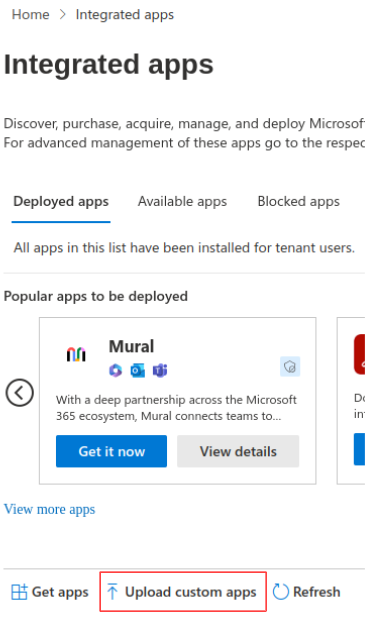 Home > Integrated apps
Integrated apps
Discover, purchase, acquire, manage, and deploy Microsoft
For advanced management of these apps go to the respec
Deployed apps Available apps Blocked apps
All apps in this list have been installed for tenant users.
Popular apps to be deployed
Mural
With a deep partnership across the Microsoft
365 ecosystem, Mural connects teams to...
Get it now View details
View more apps
Get apps Upload custom apps Refresh